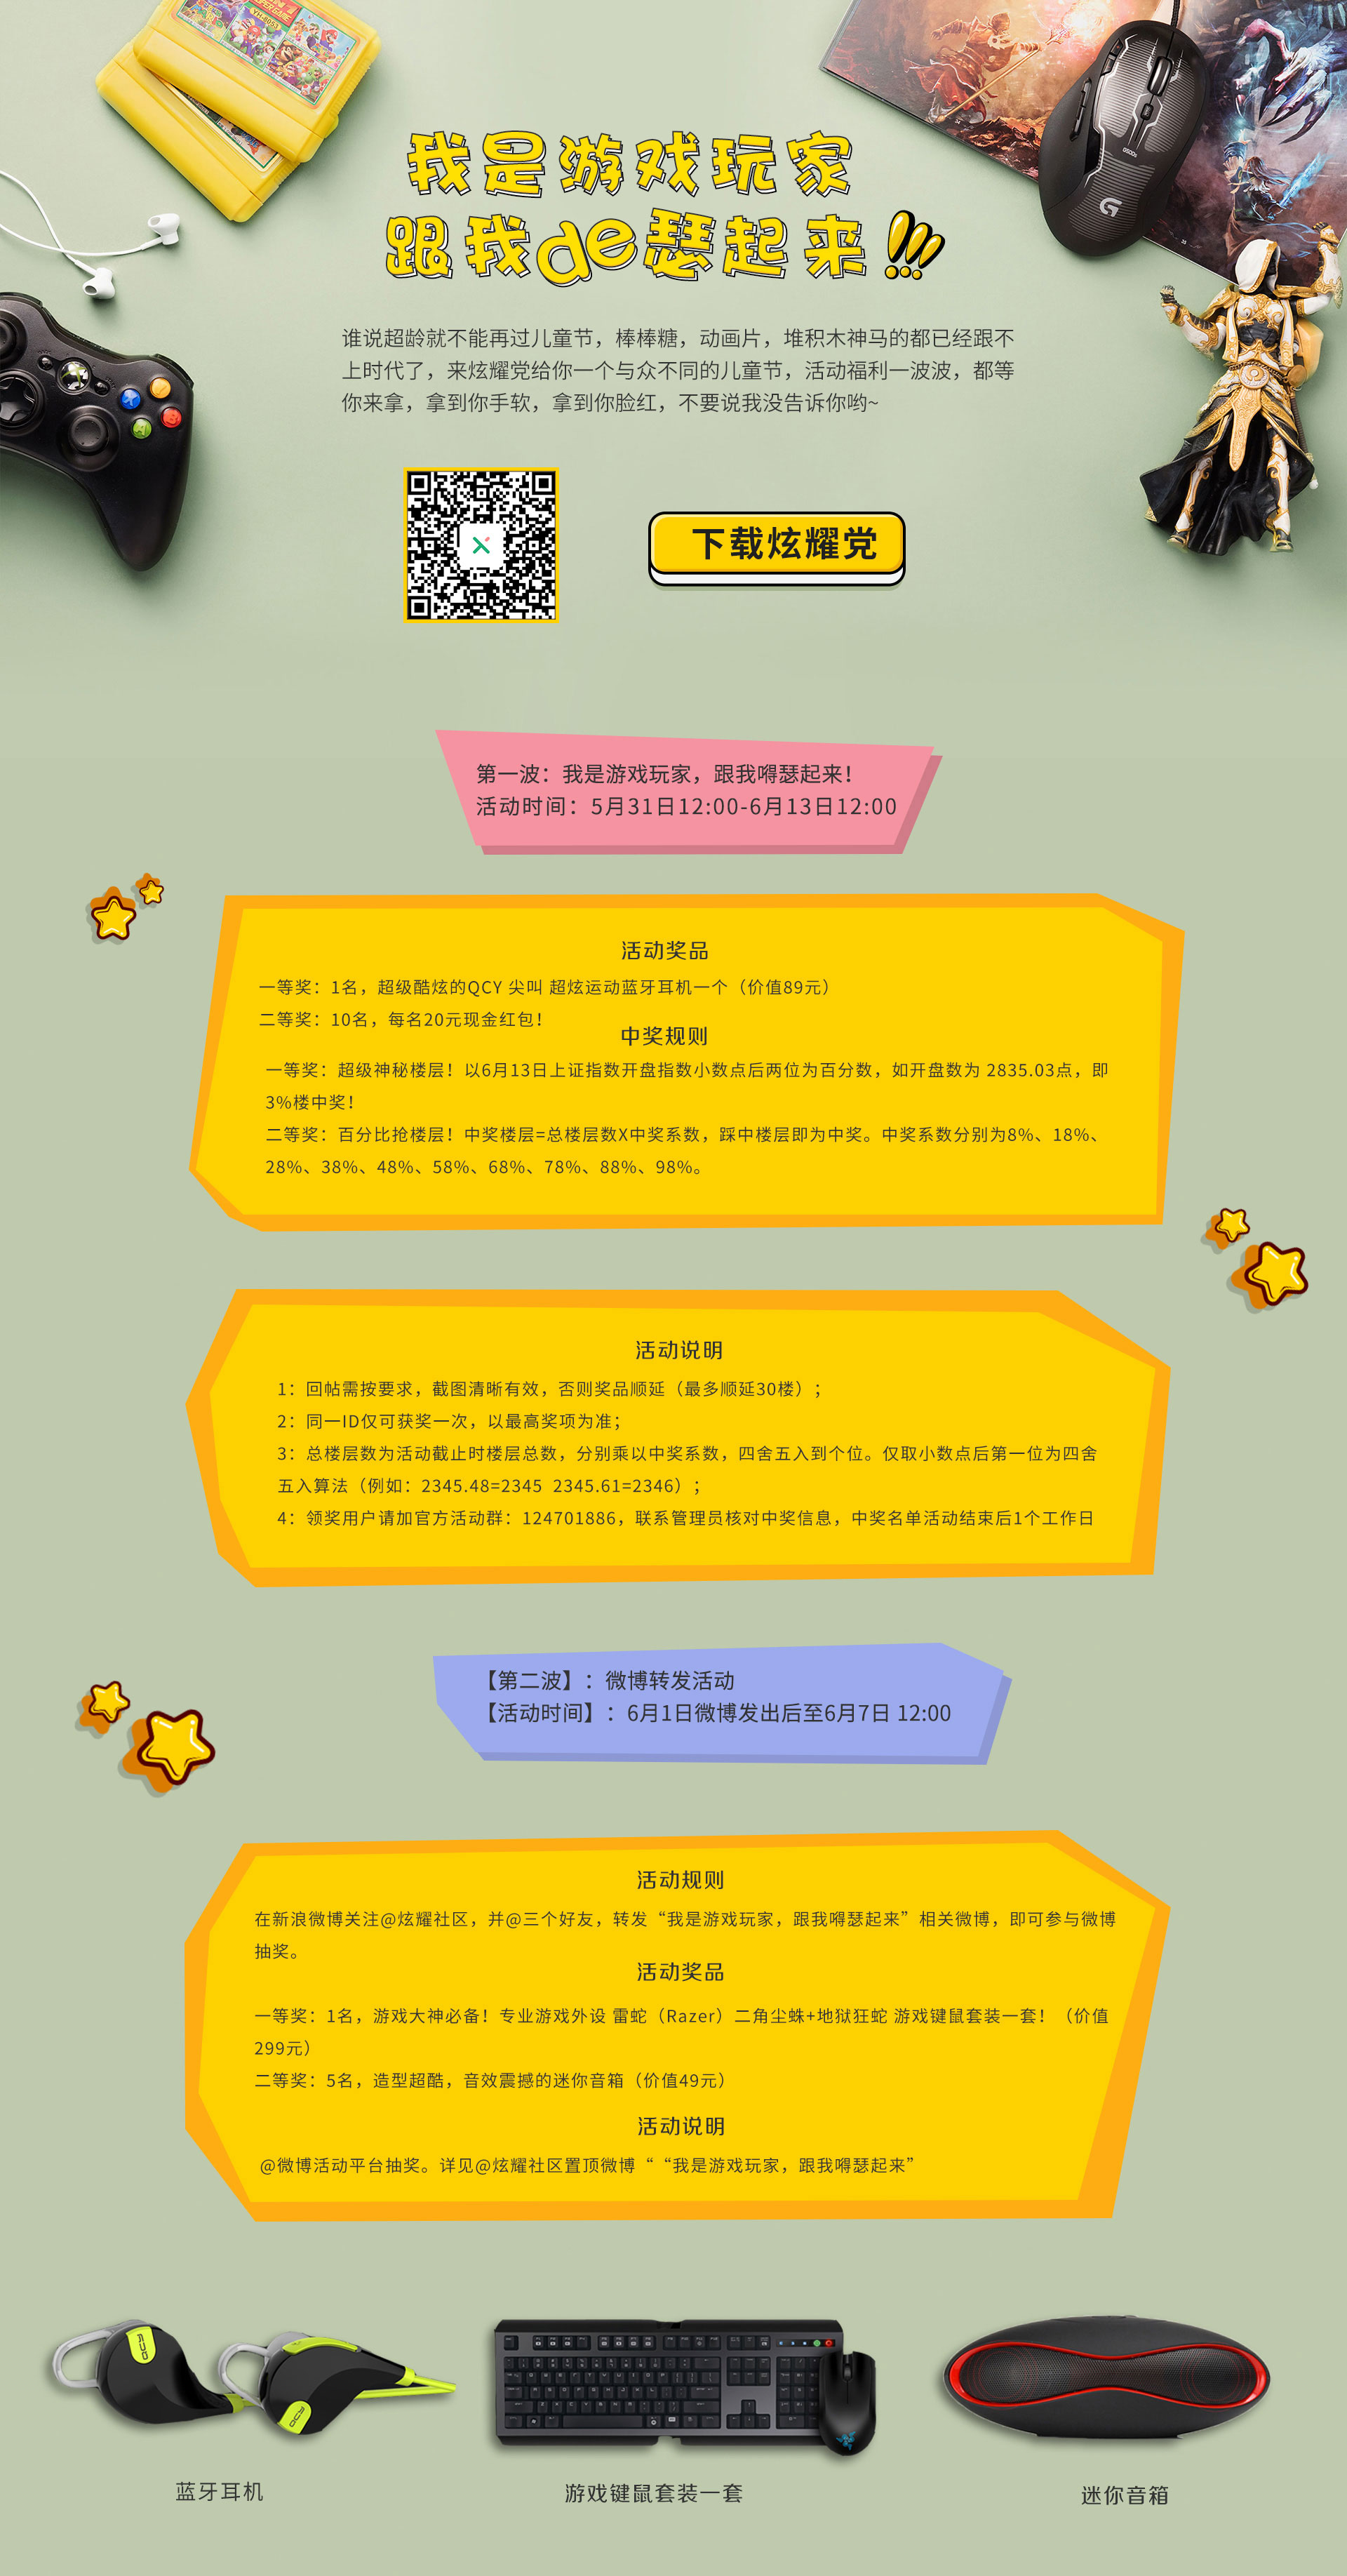 我是游戏玩家
跟我de瑟起来!!!
谁说超龄就不能再过儿童节，棒棒糖，动画片，堆积木神马的都已经跟不
上时代了，来炫耀党给你一个与众不同的儿童节，活动福利一波波，都等
你来拿，拿到你手软，拿到你脸红，不要说我没告诉你哟~
下载炫耀党
第一波：我是游戏玩家，跟我嘚瑟起来！
活动时间：5月31日12:00-6月13日12:00
活动奖品
一等奖：1名，超级酷炫的QCY 尖叫 超炫运动蓝牙耳机一个（价值89元）
二等奖：10名，每名20元现金红包！
中奖规则
一等奖：超级神秘楼层！以6月13日上证指数开盘指数小数点后两位为百分数，如开盘数为 2835.03点，即
3%楼中奖！
二等奖：百分比抢楼层！中奖楼层=总楼层数X中奖系数，踩中楼层即为中奖。中奖系数分别为8%、18%、
28%、38%、48%、58%、68%、78%、88%、98%。
活动说明
1：回帖需按要求，截图清晰有效，否则奖品顺延（最多顺延30楼）；
2：同一ID仅可获奖一次，以最高奖项为准；
3：总楼层数为活动截止时楼层总数，分别乘以中奖系数，四舍五入到个位。仅取小数点后第一位为四舍
五入算法（例如：2345.48=2345 2345.61=2346）；
4：领奖用户请加官方活动群：124701886，联系管理员核对中奖信息，中奖名单活动结束后1个工作日
【第二波】：微博转发活动
【活动时间】：6月1日微博发出后至6月7日 12:00
活动规则
在新浪微博关注@炫耀社区，并@三个好友，转发“我是游戏玩家，跟我嘚瑟起来”相关微博，即可参与微博
抽奖。
活动奖品
一等奖：1名，游戏大神必备！专业游戏外设 雷蛇（Razer）二角尘蛛+地狱狂蛇 游戏键鼠套装一套！（价值
299元）
二等奖：5名，造型超酷，音效震撼的迷你音箱（价值49元）
活动说明
@微博活动平台抽奖。详见@炫耀社区置顶微博“ “我是游戏玩家，跟我嘚瑟起来”
蓝牙耳机
游戏键鼠套装一套
迷你音箱